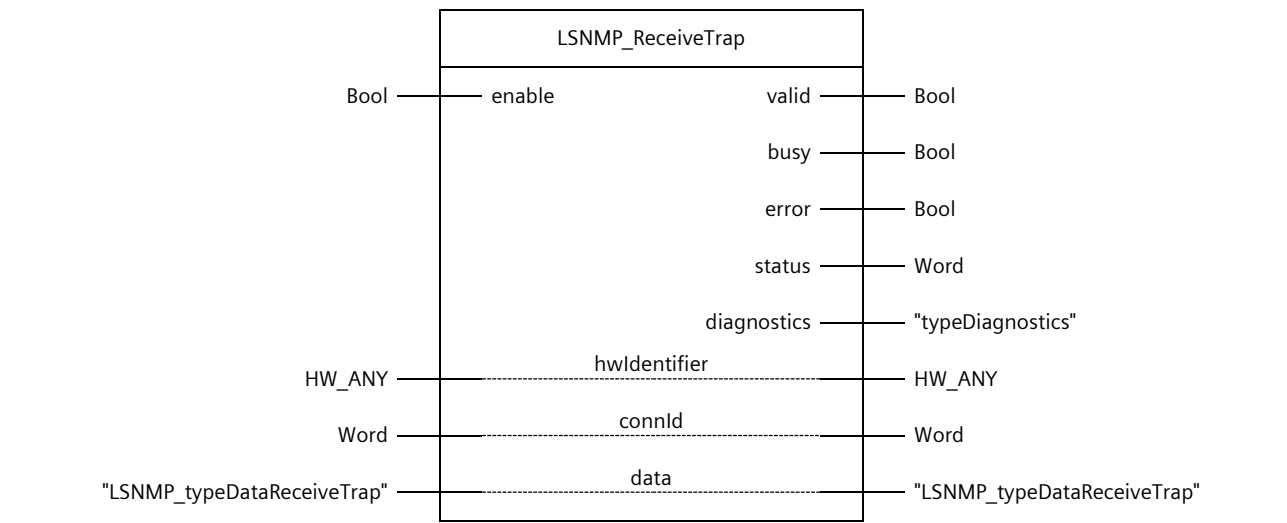 LSNMP_ReceiveTrap
Bool enable valid Bool
busy Bool
error Bool
status Word
diagnostics "typeDiagnostics"
HW_ANY hwIdentifier HW_ANY
Word connId Word
"LSNMP_typeDataReceiveTrap" data "LSNMP_typeDataReceiveTrap"